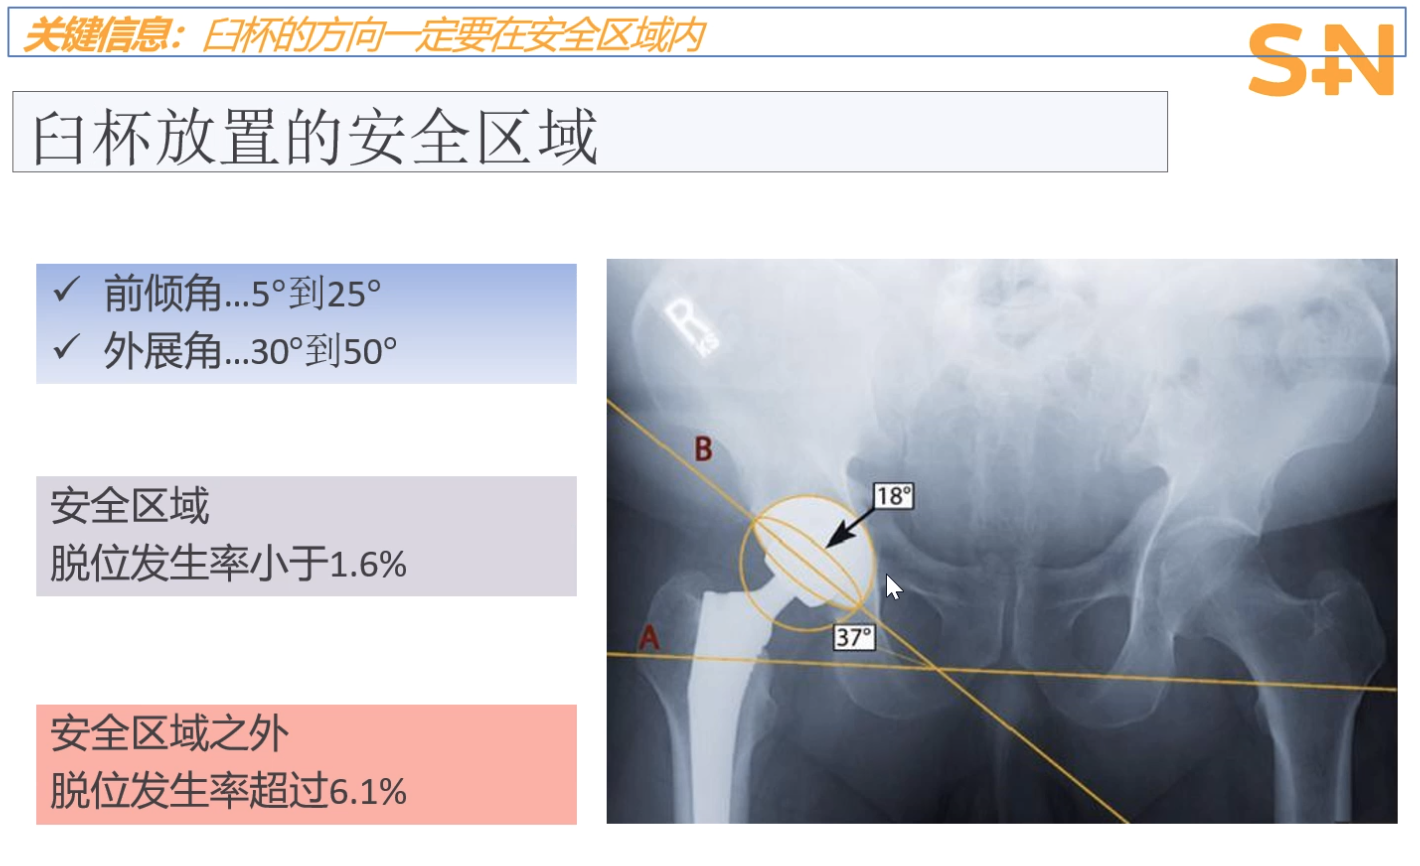 关键信息：臼杯的方向一定要在安全区域内
S+N
臼杯放置的安全区域
✓ 前倾角...5°到25°
✓ 外展角...30°到50°
安全区域
脱位发生率小于1.6%
安全区域之外
脱位发生率超过6.1%
R
KS
B
18°
37°
A